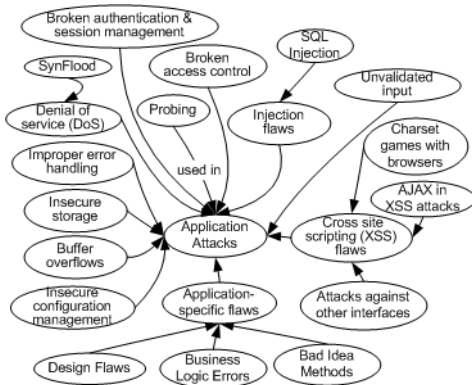 Broken authentication &
session management
SQL
Injection
SynFlood
Broken
access control
Unvalidated
input
Denial of
service (DoS)
Probing
Injection
flaws
Charset
games with
browsers
Improper error
handling
used in
AJAX in
XSS attacks
Insecure
storage
Application
Attacks
Cross site
scripting (XSS)
flaws
Buffer
overflows
Insecure
configuration
management
Application-
specific flaws
Attacks against
other interfaces
Design Flaws
Business
Logic Errors
Bad Idea
Methods